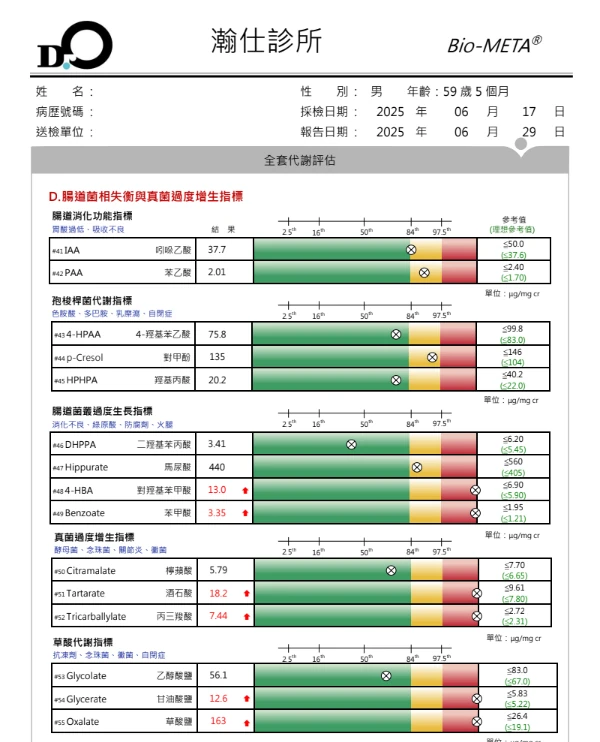 D.O
瀚仕診所
Bio-META®
姓 名：
性 別： 男 年齡：59 歲 5 個月
病歷號碼：
採檢日期： 2025 年 06 月 17 日
送檢單位：
報告日期： 2025 年 06 月 29 日
全套代謝評估
D.腸道菌相失衡與真菌過度增生指標
腸道消化功能指標
胃酸過低、吸收不良 結 果 2.5th 16th 50th 84th 97.5th 參考值 (理想參考值)
#41 IAA 吲哚乙酸 37.7 ≦50.0 (≦37.6)
#42 PAA 苯乙酸 2.01 ≦2.40 (≦1.70)
單位：μg/mg cr
孢梭桿菌代謝指標
色胺酸、多巴胺、乳糜瀉、自閉症 2.5th 16th 50th 84th 97.5th
#43 4-HPAA 4-羥基苯乙酸 75.8 ≦99.8 (≦83.0)
#44 p-Cresol 對甲酚 135 ≦146 (≦104)
#45 HPHPA 羥基丙酸 20.2 ≦40.2 (≦22.0)
單位：μg/mg cr
腸道菌叢過度生長指標
消化不良、綠原酸、防腐劑、火腿 2.5th 16th 50th 84th 97.5th
#46 DHPPA 二羥基苯丙酸 3.41 ≦6.20 (≦5.45)
#47 Hippurate 馬尿酸 440 ≦560 (≦405)
#48 4-HBA 對羥基苯甲酸 13.0 ≦6.90 (≦5.90)
#49 Benzoate 苯甲酸 3.35 ≦1.95 (≦1.21)
單位：μg/mg cr
真菌過度增生指標
酵母菌、念珠菌、關節炎、黴菌 2.5th 16th 50th 84th 97.5th
#50 Citramalate 檸蘋酸 5.79 ≦7.70 (≦6.65)
#51 Tartarate 酒石酸 18.2 ≦9.61 (≦7.80)
#52 Tricarballylate 丙三羧酸 7.44 ≦2.72 (≦2.31)
單位：μg/mg cr
草酸代謝指標
抗凍劑、念珠菌、黴菌、自閉症 2.5th 16th 50th 84th 97.5th
#53 Glycolate 乙醇酸鹽 56.1 ≦83.0 (≦67.0)
#54 Glycerate 甘油酸鹽 12.6 ≦5.83 (≦5.22)
#55 Oxalate 草酸鹽 163 ≦26.4 (≦19.1)